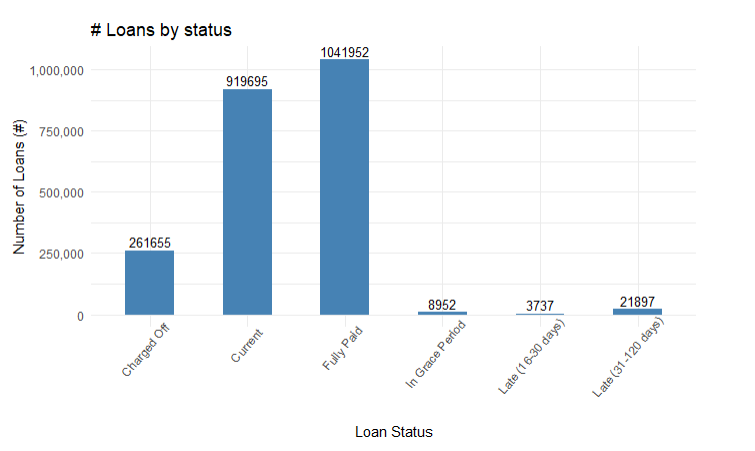 # Loans by status
Number of Loans (#)
1,000,000
750,000
500,000
250,000
0
261655
919695
1041952
8952
3737
21897
Charged Off
Current
Fully Paid
In Grace Period
Late (16-30 days)
Late (31-120 days)
Loan Status